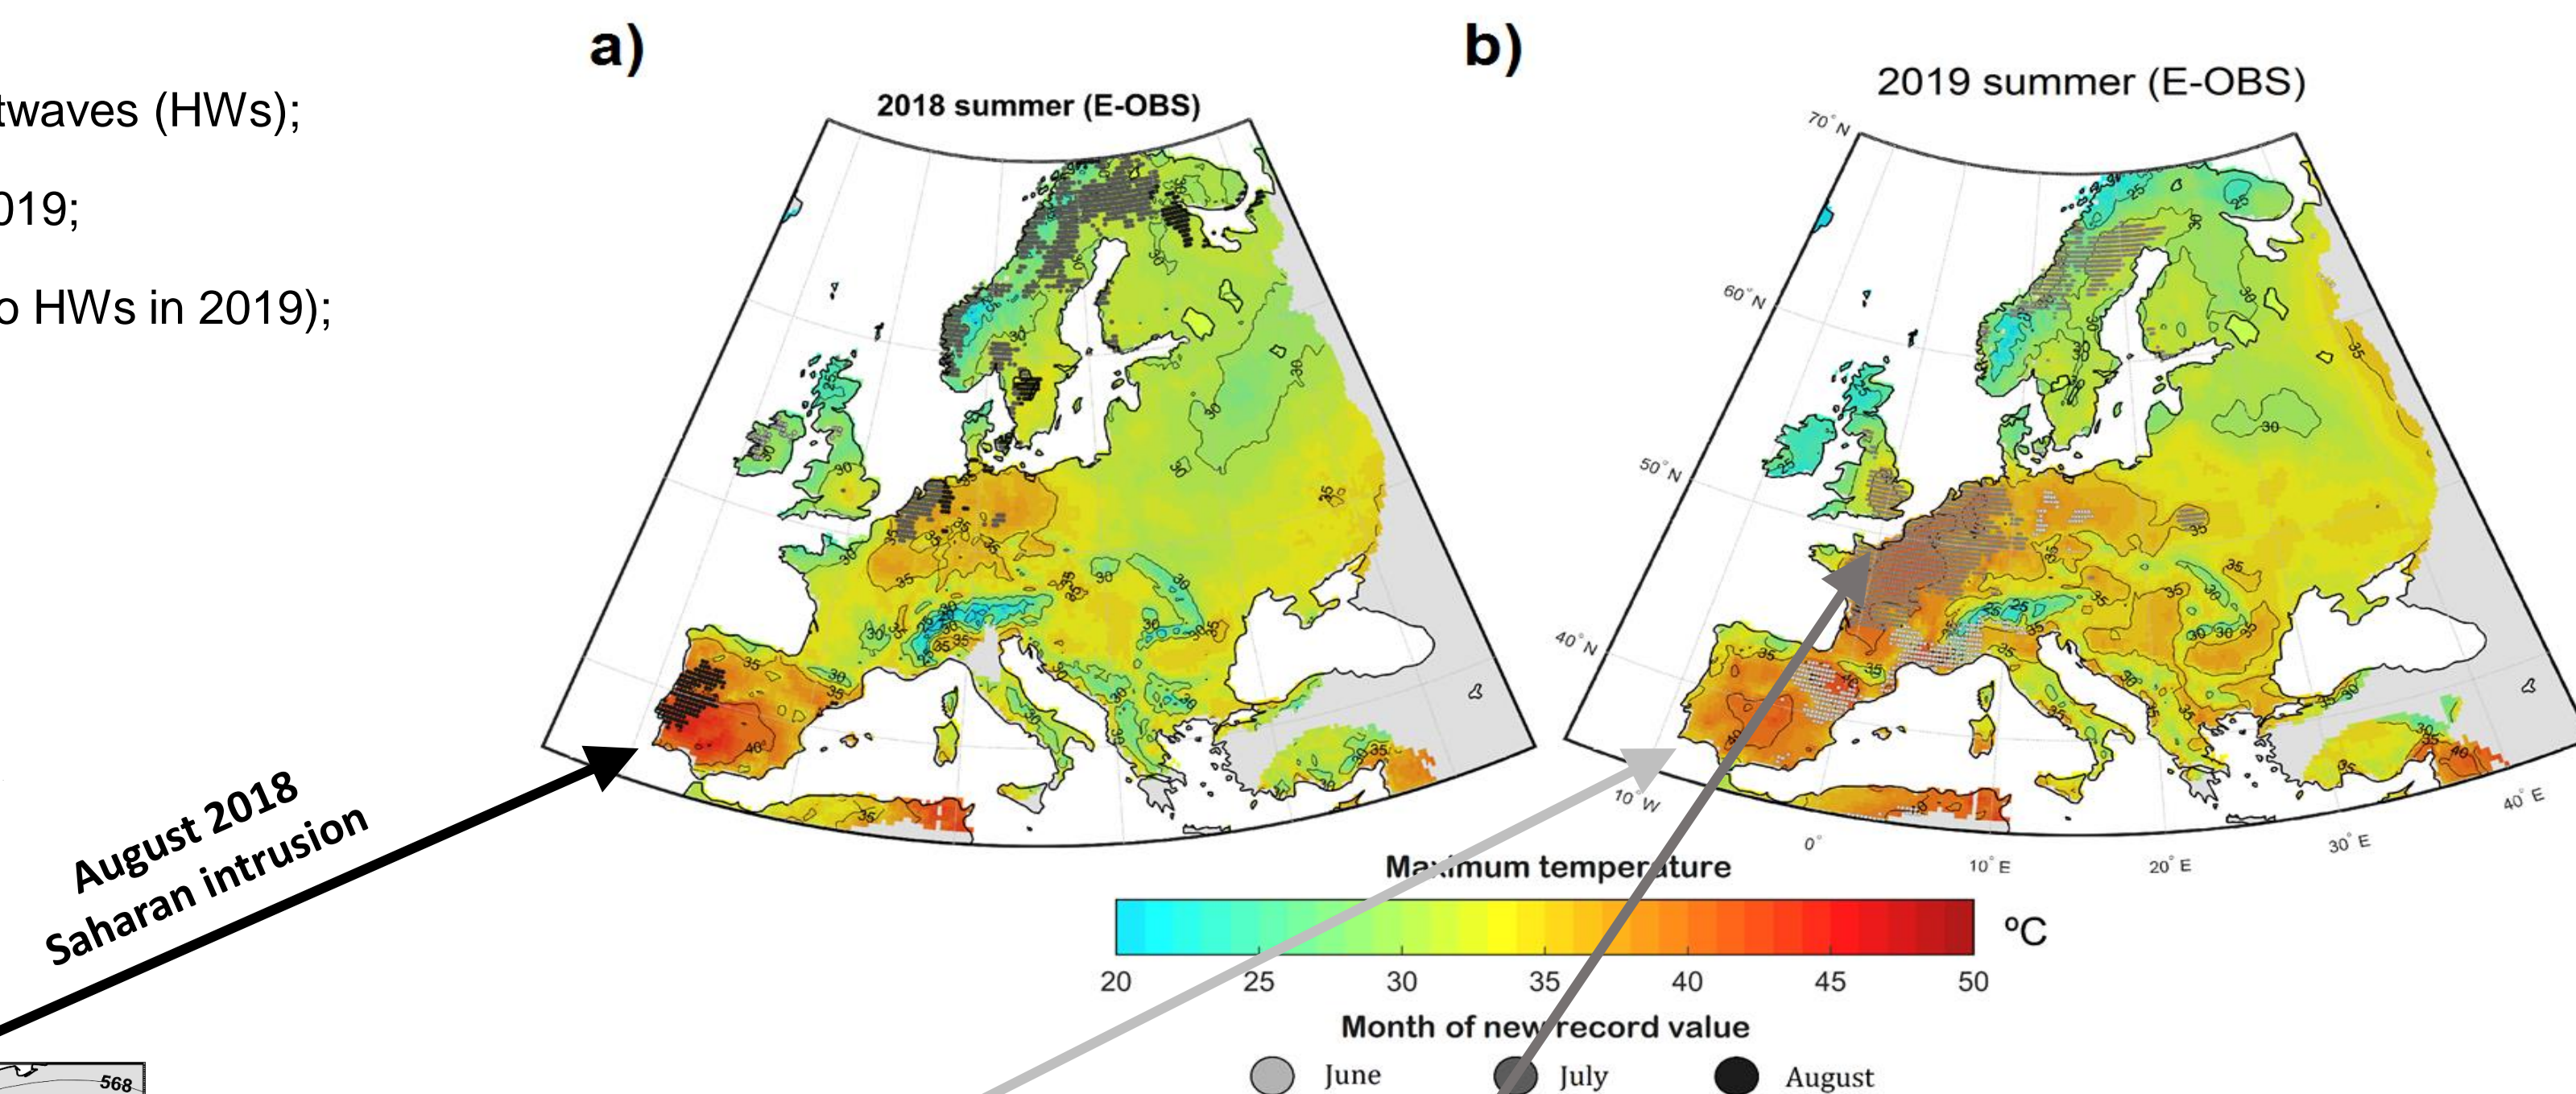 a)
b)
twaves (HWs);
019;
o HWs in 2019);
2018 summer (E-OBS)
2019 summer (E-OBS)
70° N
60° N
50° N
40° N
10° W
0°
10° E
20° E
30° E
40° E
August 2018
Saharan intrusion
Maximum temperature
20 25 30 35 40 45 50
ºC
Month of new record value
June July August
568